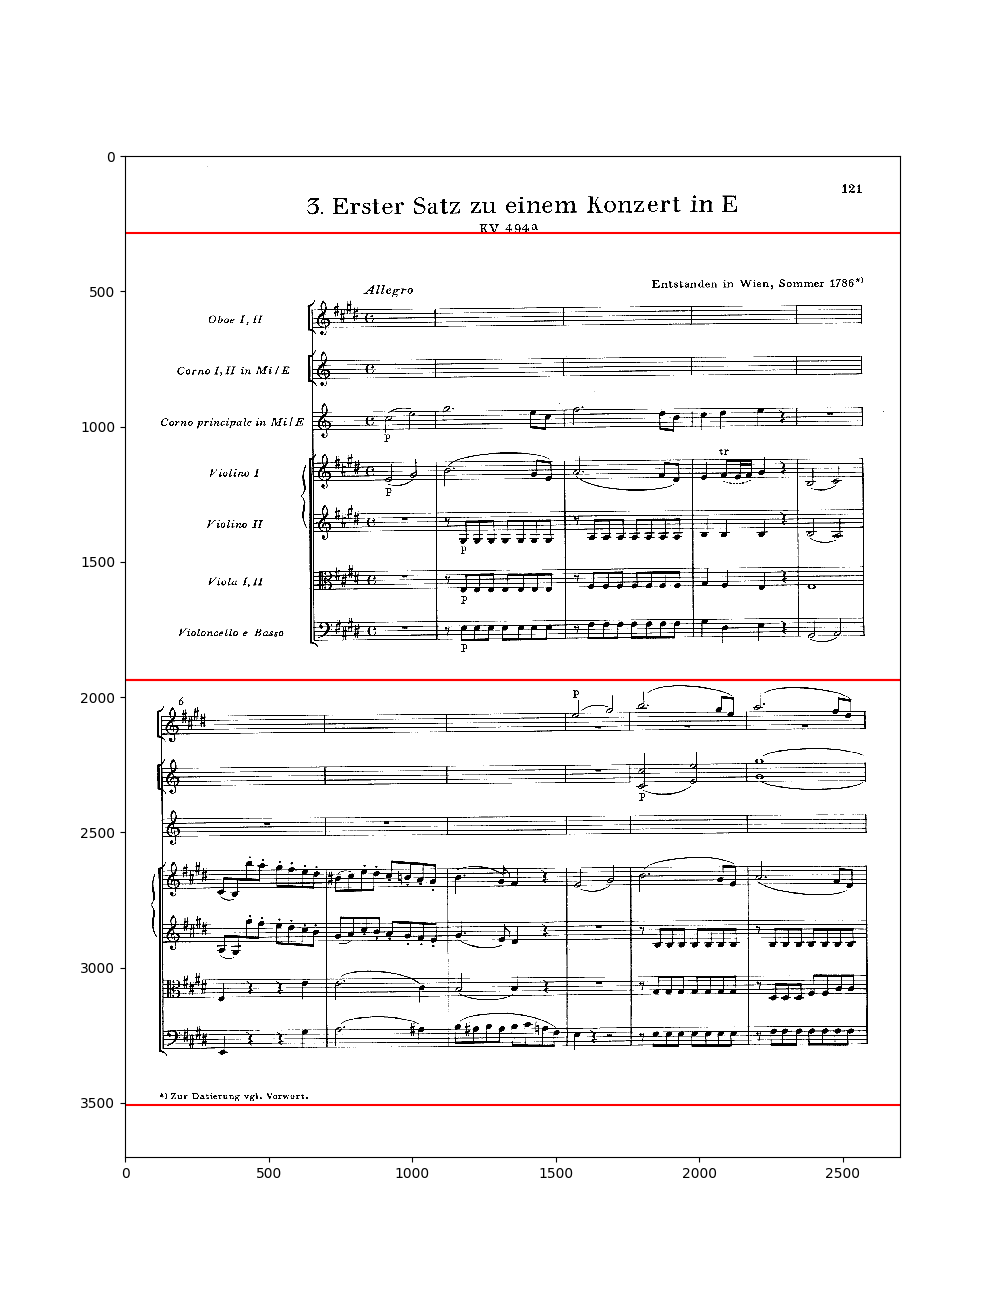 121
3. Erster Satz zu einem Konzert in E
KV 494a
Entstanden in Wien, Sommer 1786*)
Allegro
Oboe I, II
Corno I, II in Mi/E
Corno principale in Mi/E
p
Violino I
p
tr
Violino II
p
Viola I, II
p
Violoncello e Basso
p
6
p
p
*) Zur Datierung vgl. Vorwort.
0
500
1000
1500
2000
2500
3000
3500
0 500 1000 1500 2000 2500